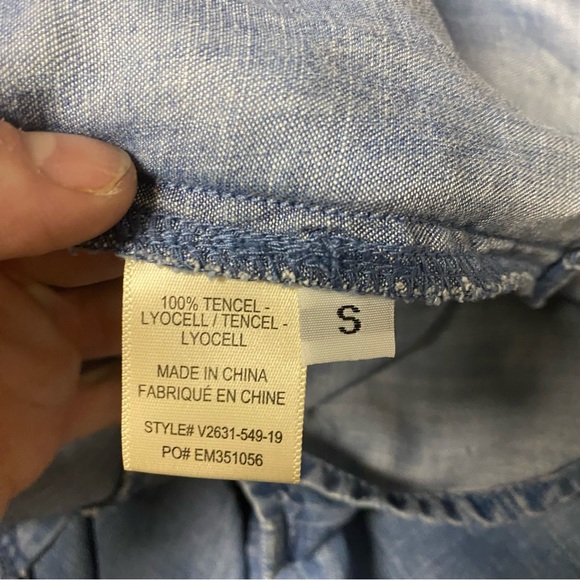 100% TENCEL -
LYOCELL / TENCEL -
LYOCELL
MADE IN CHINA
FABRIQUÉ EN CHINE
STYLE# V2631-549-19
PO# EM351056
S